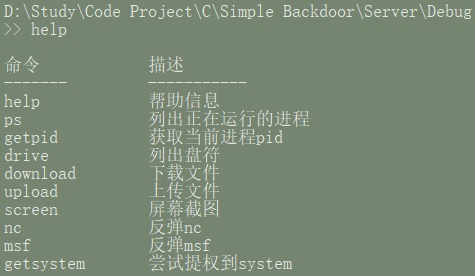 D:\Study\Code Project\C\Simple Backdoor\Server\Debug
>> help
命令 描述
------- -----------
help 帮助信息
ps 列出正在运行的进程
getpid 获取当前进程pid
drive 列出盘符
download 下载文件
upload 上传文件
screen 屏幕截图
nc 反弹nc
msf 反弹msf
getsystem 尝试提权到system